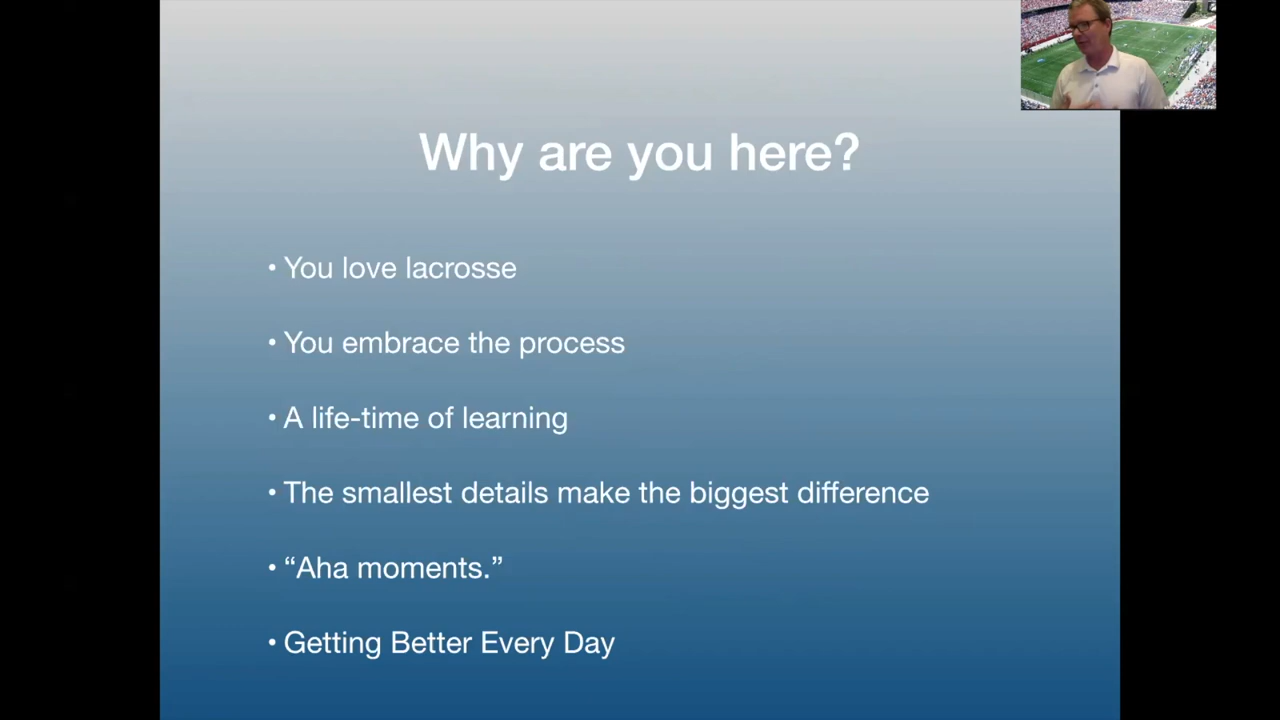 Why are you here?
• You love lacrosse
• You embrace the process
• A life-time of learning
• The smallest details make the biggest difference
• “Aha moments.”
• Getting Better Every Day